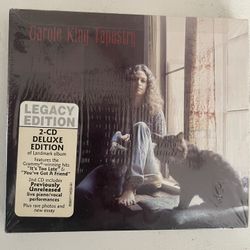 Carole King Tapestry
LEGACY
EDITION
2-CD
DELUXE
EDITION
of Landmark album
Features the
Grammy®-winning hits
"It's Too Late" &
"You've Got A Friend"
2nd CD includes
Previously
Unreleased
live piano/vocal
performances
Plus rare photos and
new essay